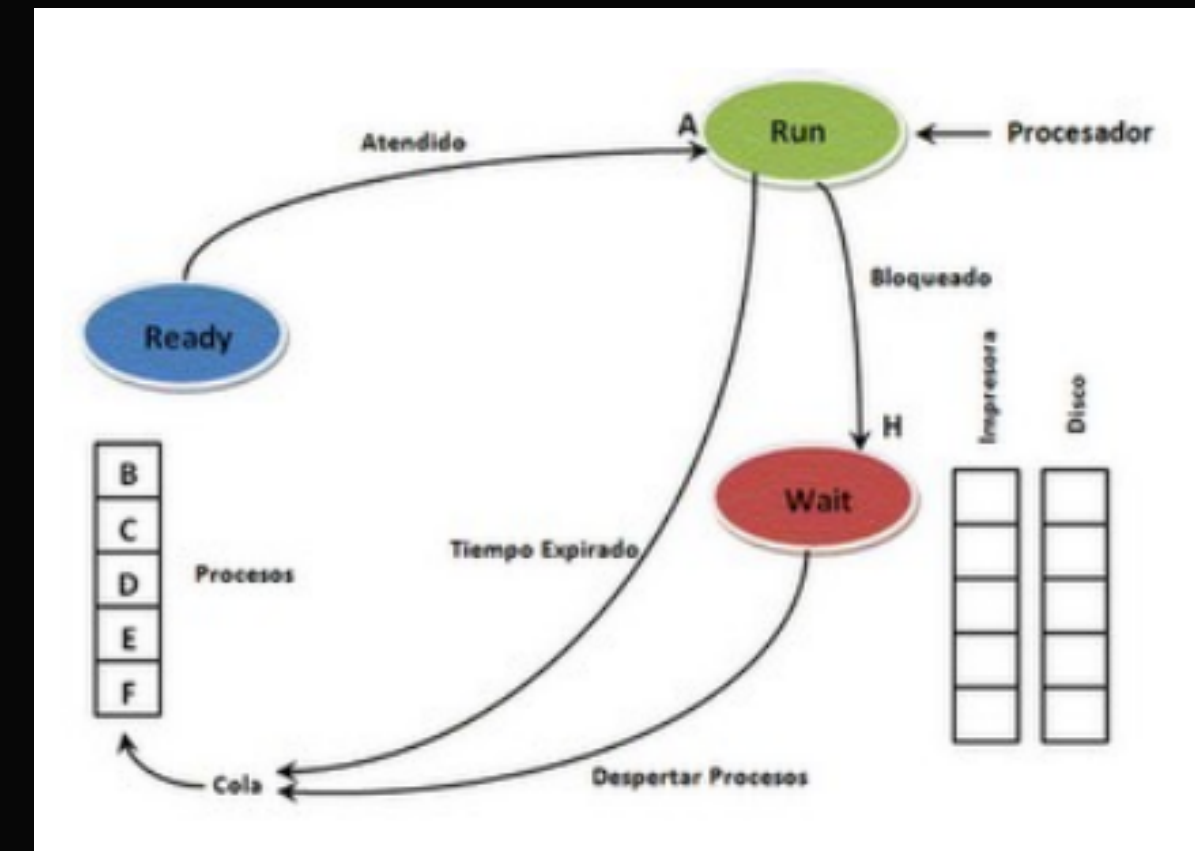 A
Run
Procesador
Atendido
Bloqueado
Ready
Impresora
Disco
H
B
C
D
E
F
Procesos
Wait
Tiempo Expirado
Cola
Despertar Procesos